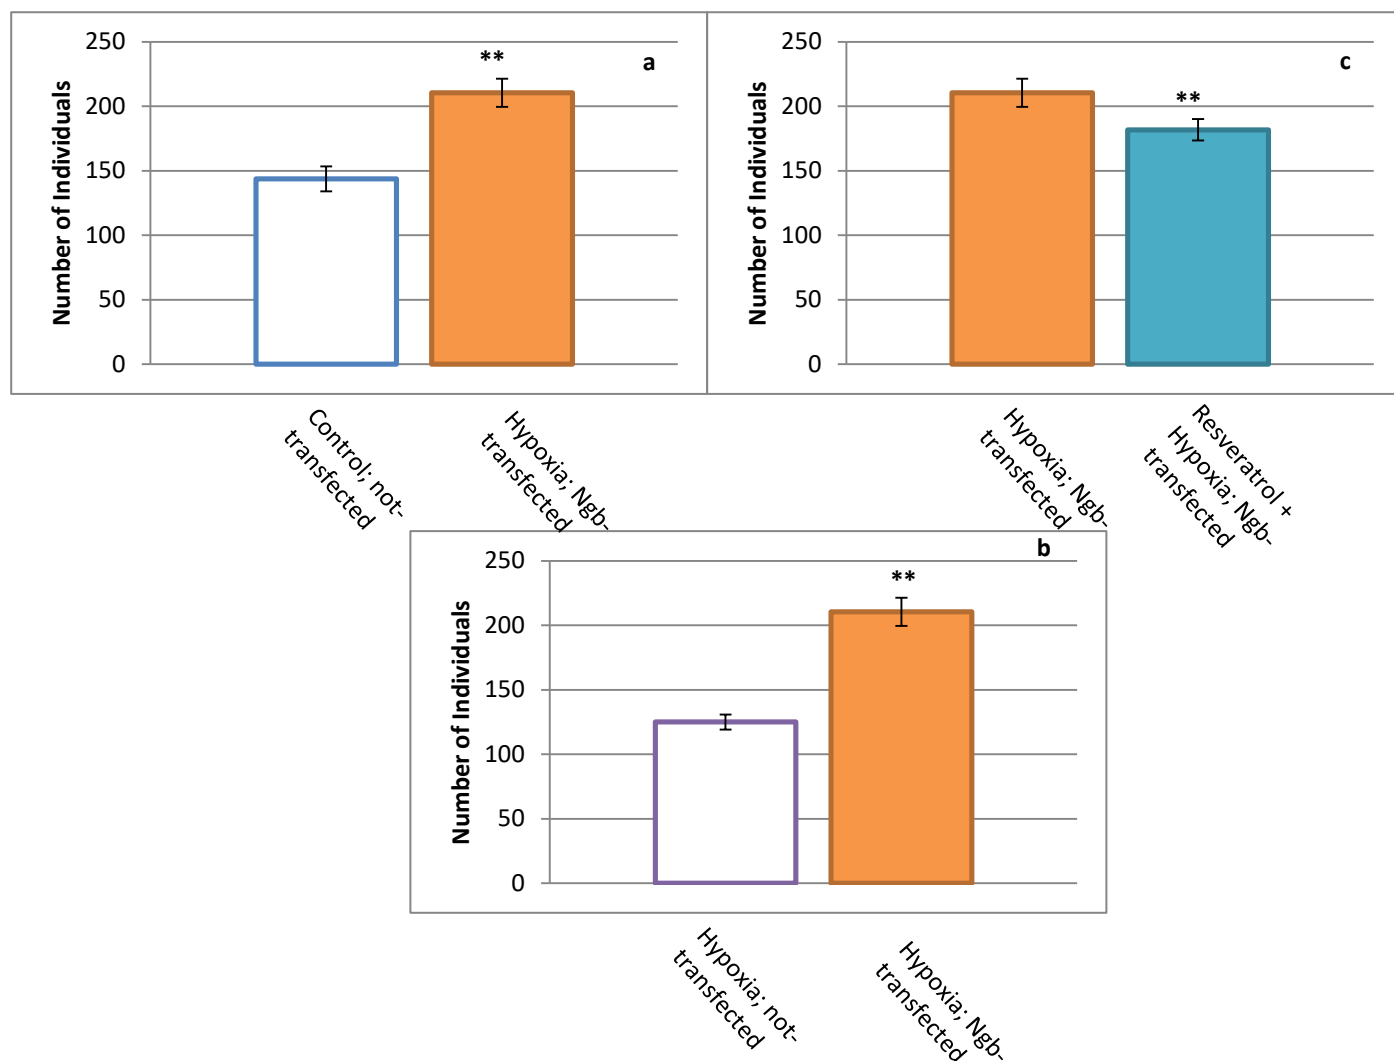 a
**
Number of Individuals
250
200
150
100
50
0
Control; not-
transfected
Hypoxia; Ngb-
transfected
c
**
Number of Individuals
250
200
150
100
50
0
Hypoxia; Ngb-
transfected
Resveratrol +
Hypoxia; Ngb-
transfected
b
**
Number of Individuals
250
200
150
100
50
0
Hypoxia; not-
transfected
Hypoxia; Ngb-
transfected